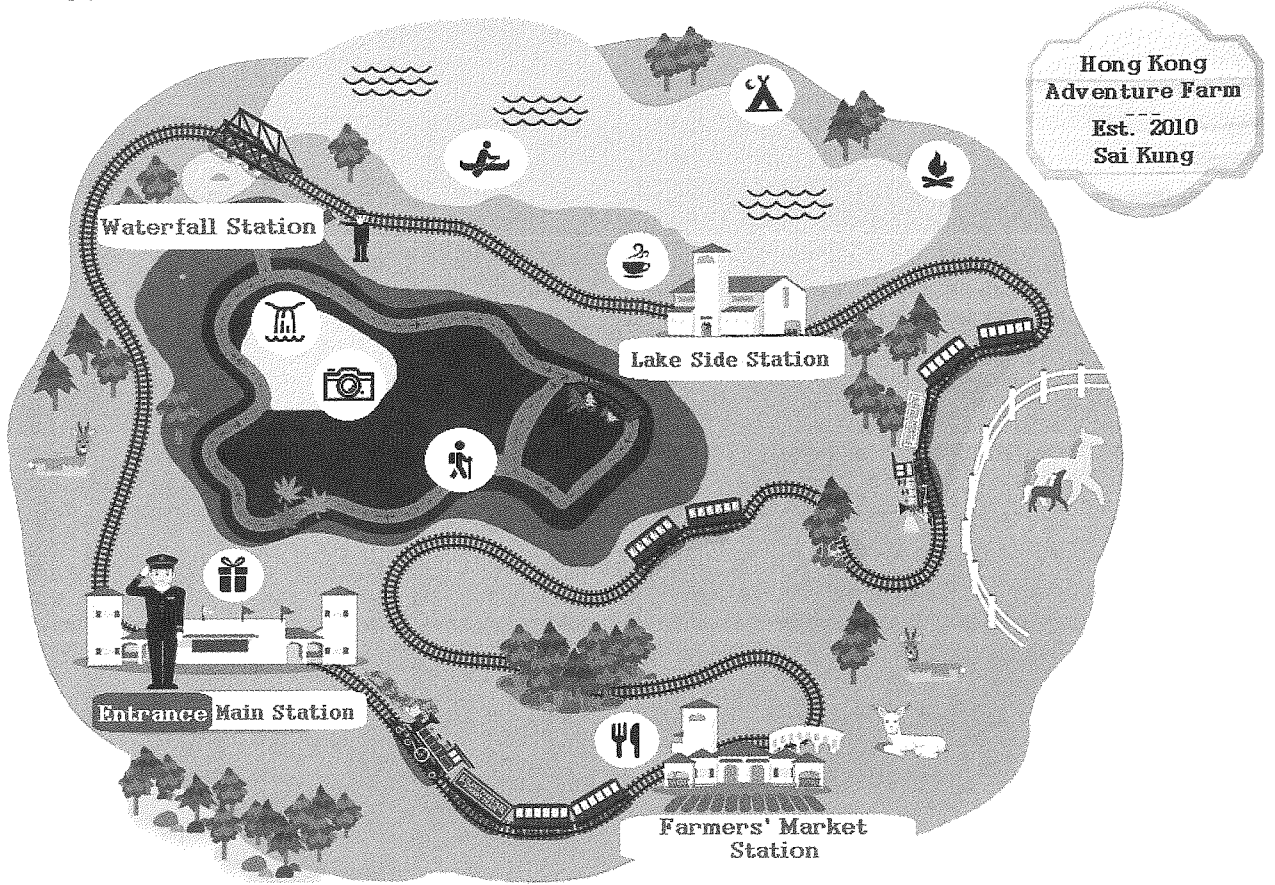 Hong Kong
Adventure Farm
Est. 2010
Sai Kung
Waterfall Station
Lake Side Station
Entrance Main Station
Farmers' Market
Station